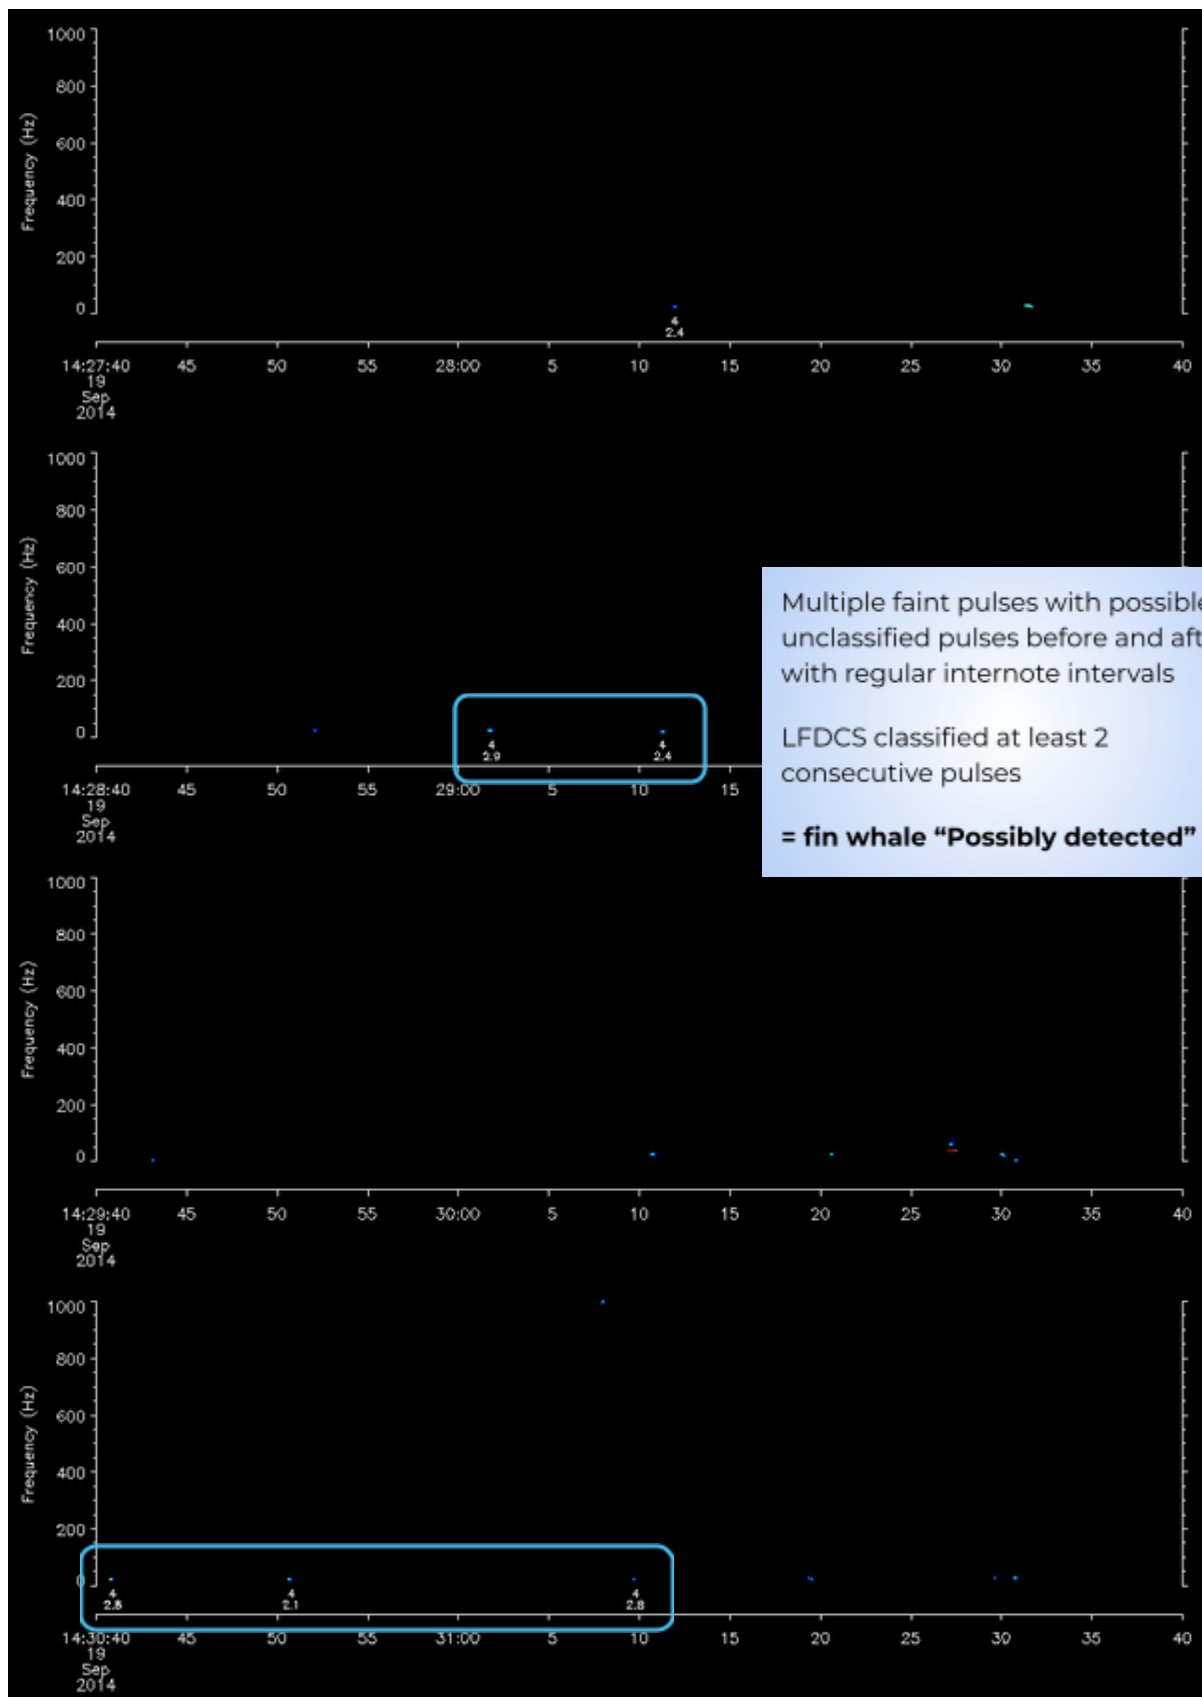 1000
800
600
400
200
0
Frequency (Hz)
4
2.4
14:27:40 45 50 55 28:00 5 10 15 20 25 30 35 40
19
Sep
2014
1000
800
600
400
200
0
Frequency (Hz)
4 4
2.9 2.4
14:28:40 45 50 55 29:00 5 10 15
19
Sep
2014
Multiple faint pulses with possible
unclassified pulses before and aft
with regular internote intervals
LFDCS classified at least 2
consecutive pulses
= fin whale “Possibly detected”
1000
800
600
400
200
0
Frequency (Hz)
14:29:40 45 50 55 30:00 5 10 15 20 25 30 35 40
19
Sep
2014
1000
800
600
400
200
0
Frequency (Hz)
4 4 4
2.8 2.1 2.8
14:30:40 45 50 55 31:00 5 10 15 20 25 30 35 40
19
Sep
2014